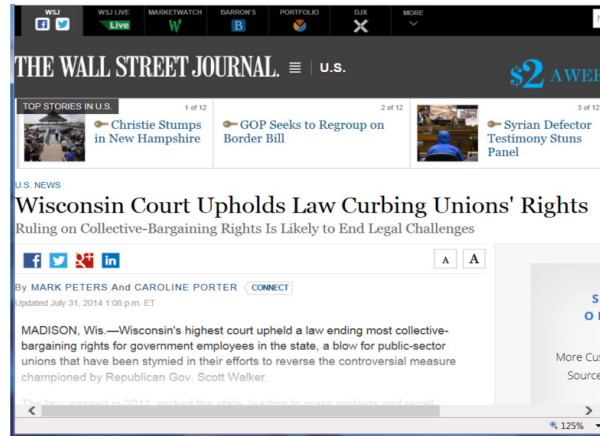 WSJ
WSJ LIVE
MARKETWATCH
BARRON'S
PORTFOLIO
DJX
MORE
Live
W
B
THE WALL STREET JOURNAL. U.S.
$2 A WEEK
TOP STORIES IN U.S.
1 of 12
Christie Stumps
in New Hampshire
2 of 12
GOP Seeks to Regroup on
Border Bill
3 of 12
Syrian Defector
Testimony Stuns
Panel
U.S. NEWS
Wisconsin Court Upholds Law Curbing Unions' Rights
Ruling on Collective-Bargaining Rights Is Likely to End Legal Challenges
A A
By MARK PETERS And CAROLINE PORTER CONNECT
Updated July 31, 2014 1:06 p.m. ET
MADISON, Wis.—Wisconsin's highest court upheld a law ending most collective-
bargaining rights for government employees in the state, a blow for public-sector
unions that have been stymied in their efforts to reverse the controversial measure
championed by Republican Gov. Scott Walker.
The law, passed in 2011, rocked the state, leading to mass protests and recall
S
O
More Cus
Source
125%